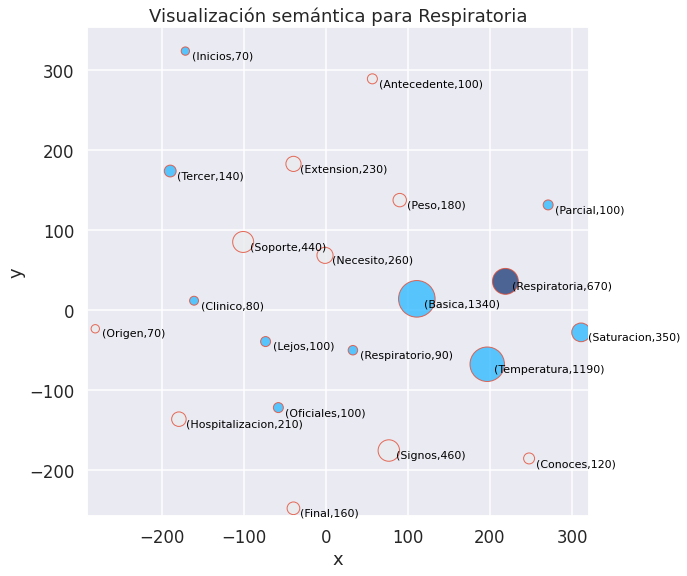 Visualización semántica para Respiratoria
(Inicios,70)
(Antecedente,100)
(Extension,230)
(Tercer,140)
(Peso,180)
(Parcial,100)
(Soporte,440)
(Necesito,260)
(Respiratoria,670)
(Basica,1340)
(Clinico,80)
(Origen,70)
(Saturacion,350)
(Lejos,100)
(Respiratorio,90)
(Temperatura,1190)
(Oficiales,100)
(Hospitalizacion,210)
(Signos,460)
(Conoces,120)
(Final,160)
300
200
100
0
−100
−200
y
−200
−100
0
100
200
300
x